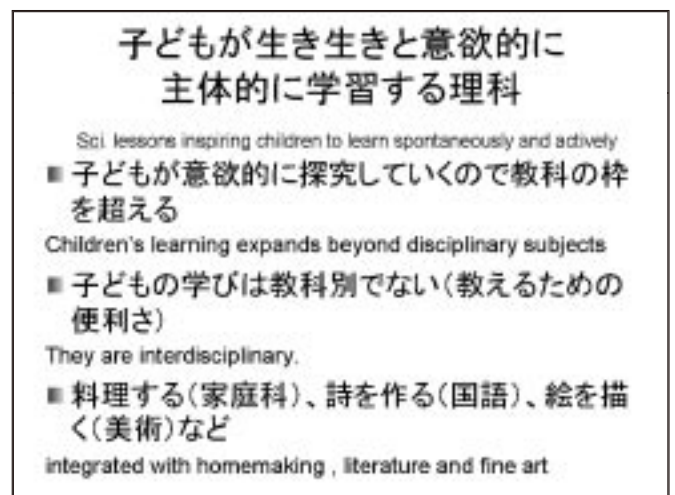 子どもが生き生きと意欲的に
主体的に学習する理科
Sci. lessons inspiring children to learn spontaneously and actively
■子どもが意欲的に探究していくので教科の枠
を超える
Children's learning expands beyond disciplinary subjects
■子どもの学びは教科別でない（教えるための
便利さ）
They are interdisciplinary.
■料理する（家庭科）、詩を作る（国語）、絵を描
く（美術）など
integrated with homemaking , literature and fine art